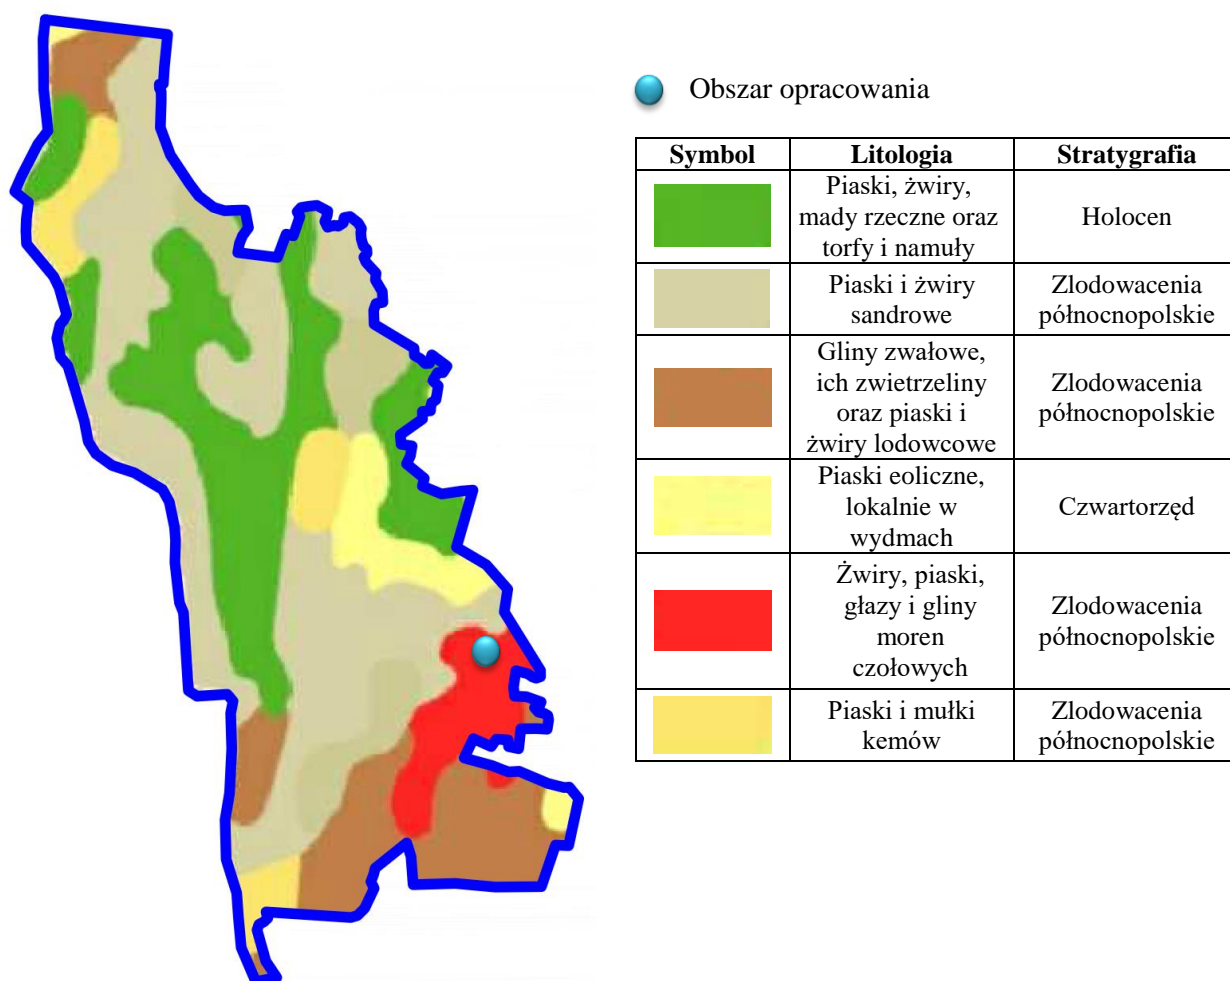 Obszar opracowania
Symbol Litologia Stratygrafia
Piaski, żwiry,
mady rzeczne oraz
torfy i namuły
Holocen
Piaski i żwiry
sandrowe
Zlodowacenia
północnopolskie
Gliny zwałowe,
ich zwietrzeliny
oraz piaski i
żwiry lodowcowe
Zlodowacenia
północnopolskie
Piaski eoliczne,
lokalnie w
wydmach
Czwartorzęd
Żwiry, piaski,
głazy i gliny
moren
czołowych
Zlodowacenia
północnopolskie
Piaski i mułki
kemów
Zlodowacenia
północnopolskie